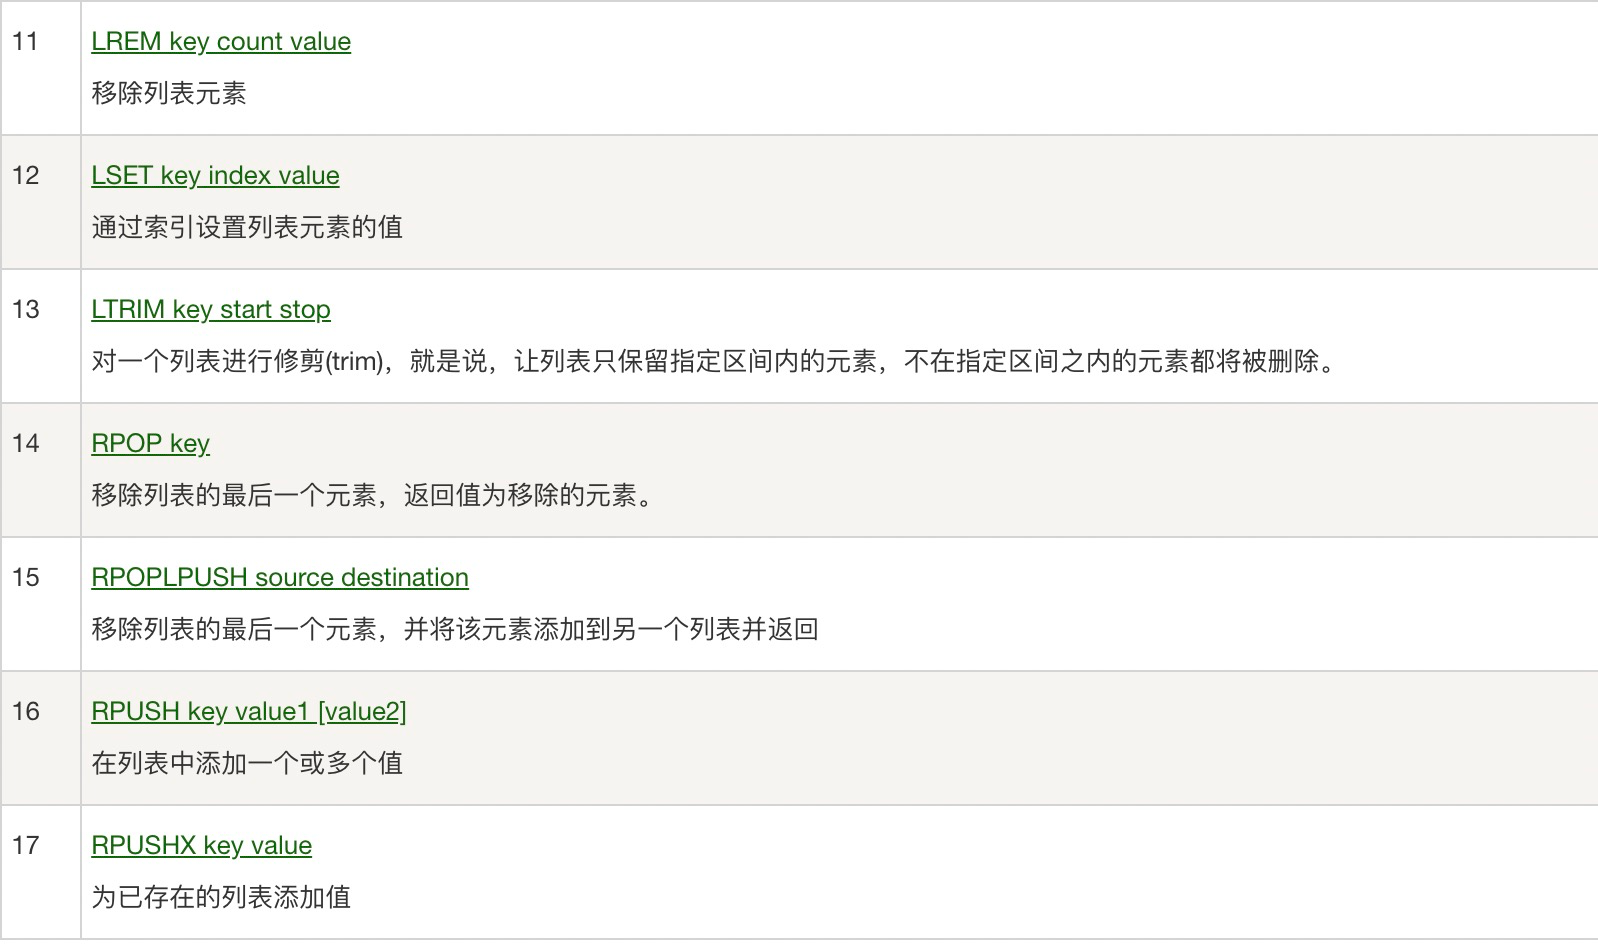 11 LREM key count value
移除列表元素
12 LSET key index value
通过索引设置列表元素的值
13 LTRIM key start stop
对一个列表进行修剪(trim)，就是说，让列表只保留指定区间内的元素，不在指定区间之内的元素都将被删除。
14 RPOP key
移除列表的最后一个元素，返回值为移除的元素。
15 RPOPLPUSH source destination
移除列表的最后一个元素，并将该元素添加到另一个列表并返回
16 RPUSH key value1 [value2]
在列表中添加一个或多个值
17 RPUSHX key value
为已存在的列表添加值